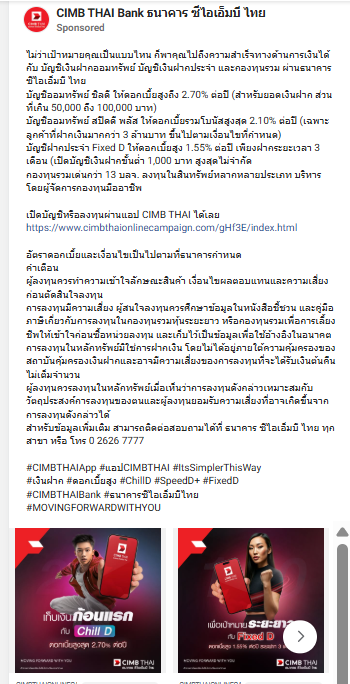 CIMB THAI Bank ธนาคาร ซีไอเอ็มบี ไทย
Sponsored
ไม่ว่าเป้าหมายคุณเป็นแบบไหน ก็พาคุณไปถึงความสำเร็จทางด้านการเงินได้
กับ บัญชีเงินฝากออมทรัพย์ บัญชีเงินฝากประจำ และกองทุนรวม ผ่านธนาคาร
ซีไอเอ็มบี ไทย
บัญชีออมทรัพย์ ชิลดี ให้ดอกเบี้ยสูงถึง 2.70% ต่อปี (สำหรับยอดเงินฝาก ส่วน
ที่เกิน 50,000 ถึง 100,000 บาท)
บัญชีออมทรัพย์ สปีดดี พลัส ให้ดอกเบี้ยรวมโบนัสสูงสุด 2.10% ต่อปี (เฉพาะ
ลูกค้าที่ฝากเงินมากกว่า 3 ล้านบาท ขึ้นไปตามเงื่อนไขที่กำหนด)
บัญชีฝากประจำ Fixed D ให้ดอกเบี้ยสูง 1.55% ต่อปี เพียงฝากระยะเวลา 3
เดือน (เปิดบัญชีเงินฝากขั้นต่ำ 1,000 บาท สูงสุดไม่จำกัด
กองทุนรวมเด่นกว่า 13 บลจ. ลงทุนในสินทรัพย์หลากหลายประเภท บริหาร
โดยผู้จัดการกองทุนมืออาชีพ
เปิดบัญชีหรือลงทุนผ่านแอป CIMB THAI ได้เลย
https://www.cimbthaionlinecampaign.com/gHf3E/index.html
อัตราดอกเบี้ยและเงื่อนไขเป็นไปตามที่ธนาคารกำหนด
คำเตือน
ผู้ลงทุนควรทำความเข้าใจลักษณะสินค้า เงื่อนไขผลตอบแทนและความเสี่ยง
ก่อนตัดสินใจลงทุน
การลงทุนมีความเสี่ยง ผู้สนใจลงทุนควรศึกษาข้อมูลในหนังสือชี้ชวน และคู่มือ
ภาษีเกี่ยวกับการลงทุนในกองทุนรวมหุ้นระยะยาว หรือกองทุนรวมเพื่อการเลี้ยง
ชีพให้เข้าใจก่อนซื้อหน่วยลงทุน และเก็บไว้เป็นข้อมูลเพื่อใช้อ้างอิงในอนาคต
การลงทุนในหลักทรัพย์มิใช่การฝากเงิน โดยไม่ได้อยู่ภายใต้ความคุ้มครองของ
สถาบันคุ้มครองเงินฝากและอาจมีความเสี่ยงของการลงทุนที่จะได้รับเงินต้นคืน
ไม่เต็มจำนวน
ผู้ลงทุนควรลงทุนในหลักทรัพย์เมื่อเห็นว่าการลงทุนดังกล่าวเหมาะสมกับ
วัตถุประสงค์การลงทุนของตนและผู้ลงทุนยอมรับความเสี่ยงที่อาจเกิดขึ้นจาก
การลงทุนดังกล่าวได้
สำหรับข้อมูลเพิ่มเติม สามารถติดต่อสอบถามได้ที่ ธนาคาร ซีไอเอ็มบี ไทย ทุก
สาขา หรือ โทร 0 2626 7777
#CIMBTHAIApp #แอปCIMBTHAI #ItsSimplerThisWay
#เงินฝาก #ดอกเบี้ยสูง #ChillD #SpeedD+ #FixedD
#CIMBTHAIBank #ธนาคารซีไอเอ็มบีไทย
#MOVINGFORWARDWITHYOU
เก็บเงินก้อนแรก
กับ Chill D
ดอกเบี้ยสูงสุด 2.70% ต่อปี
MOVING FORWARD WITH YOU
CIMB THAI
เพื่อเป้าหมายระยะยาว
กับ Fixed D
MOVING FORWARD WITH YOU
CIMB THAI